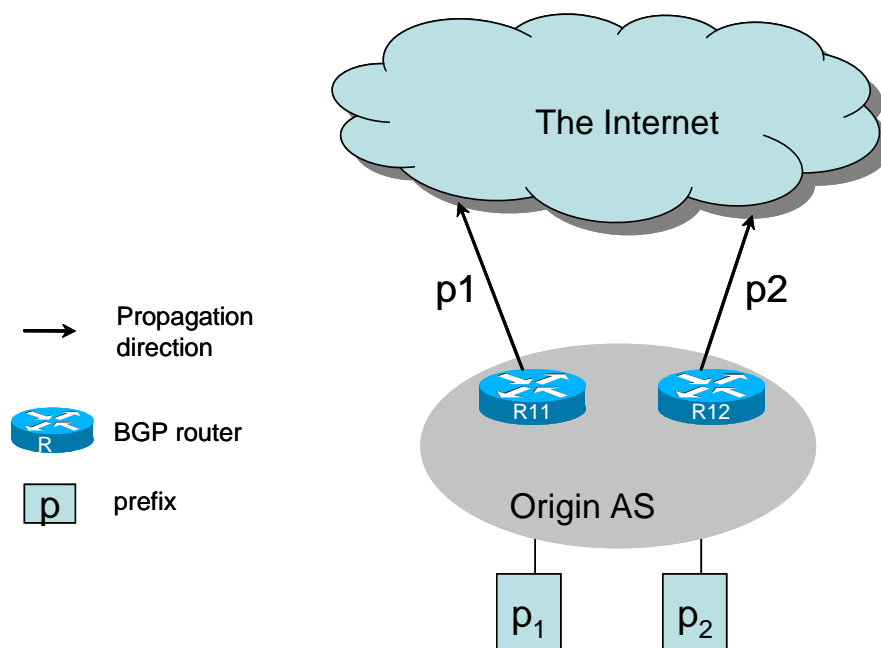 The Internet
p1
p2
Propagation
direction
R11
R12
R
BGP router
Origin AS
p
prefix
p₁
p₂